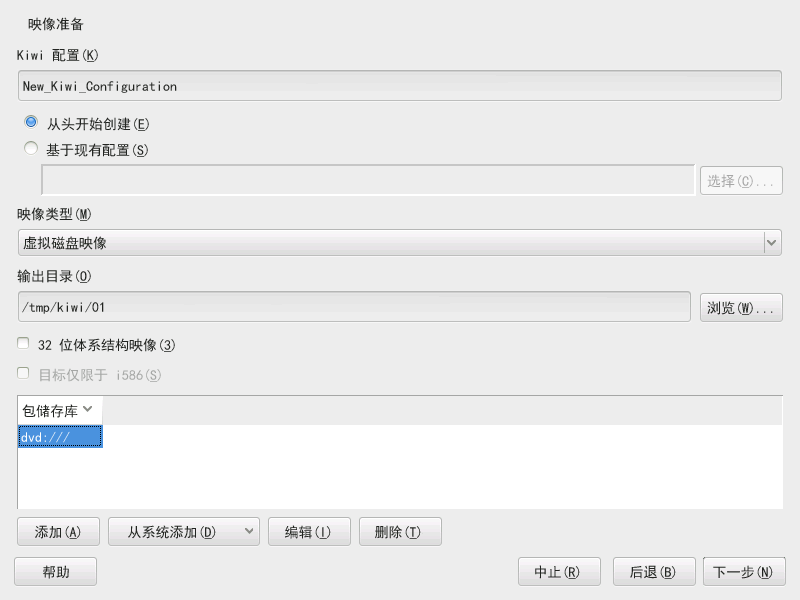 映像准备
Kiwi 配置(K)
New_Kiwi_Configuration
从头开始创建(E)
基于现有配置(S)
选择(C)...
映像类型(M)
虚拟磁盘映像
输出目录(O)
/tmp/kiwi/01
浏览(W)...
32 位体系结构映像(3)
目标仅限于 i586(S)
包储存库
dvd:///
添加(A) 从系统添加(D) 编辑(I) 删除(T)
帮助 中止(R) 后退(B) 下一步(N)